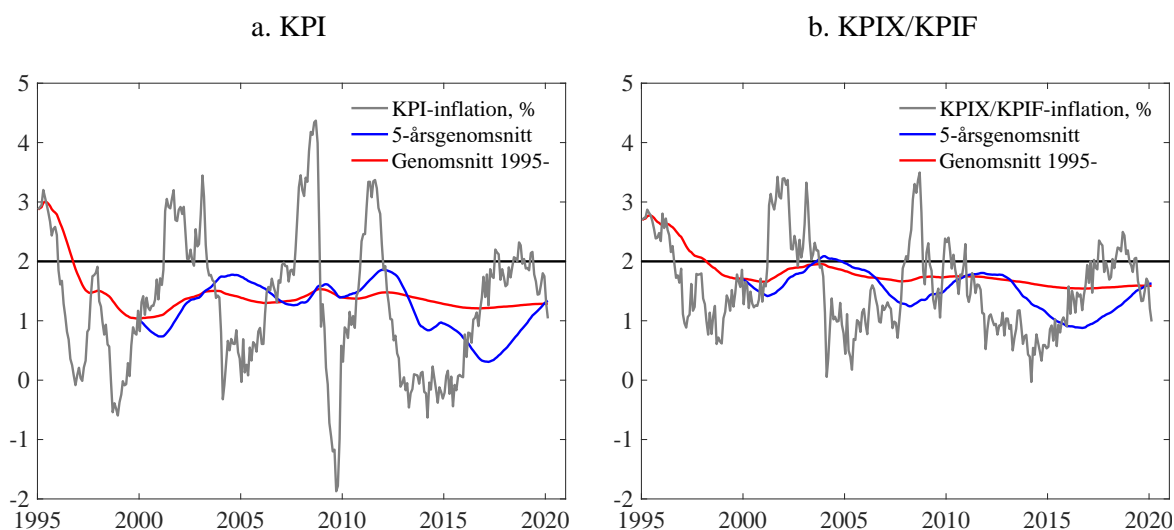 a. KPI
5
4
3
2
1
0
-1
-2
1995 2000 2005 2010 2015 2020
KPI-inflation, %
5-årsgenomsnitt
Genomsnitt 1995-
b. KPIX/KPIF
5
4
3
2
1
0
-1
-2
1995 2000 2005 2010 2015 2020
KPIX/KPIF-inflation, %
5-årsgenomsnitt
Genomsnitt 1995-